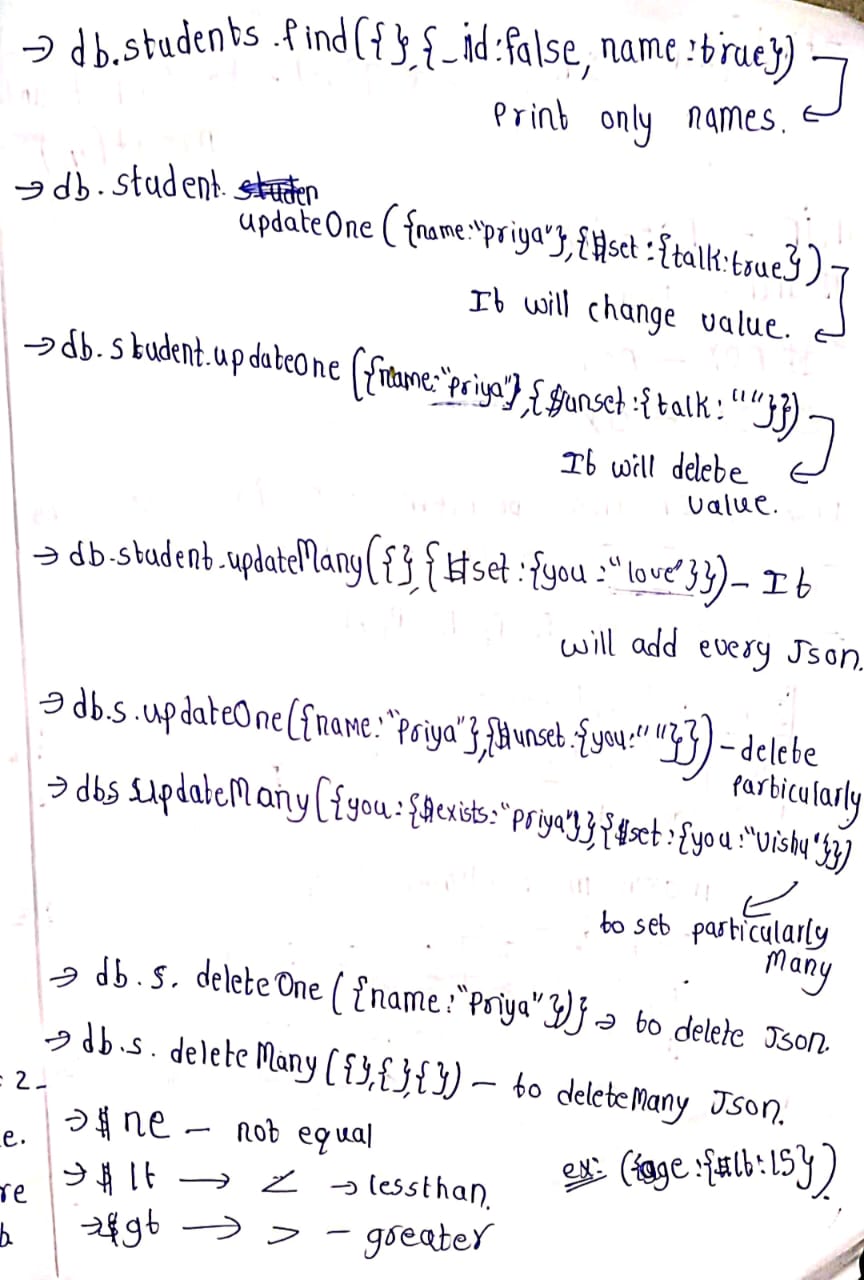 → db.students.find({},{_id:false, name:true})
Print only names.
→ db.student.
updateOne ({name:"priya"},{$set:{talk:true})
It will change value.
→ db.student.updateone ({name:"priya"},{$unset:{talk:""}})
It will delete
value.
→ db.student.updateMany({},{$set:{you:"love"}}) – It
will add every Json.
→ db.s.updateOne({name:"Priya"},{$unset:{you:""}}) – delete
particularly
→ dbs updateMany({you:{$exists:"priya"}},{$set:{you:"Vishu"}})
to set particularly
many
→ db.s. deleteOne ({name:"Priya"})} → to delete Json.
→ db.s. deleteMany ({},{},{}) – to deleteMany Json.
2-
e. → $ne – not equal
re → $lt → < → lessthan. ex: ({age:{$lt:15})
→ $gt → > – greater